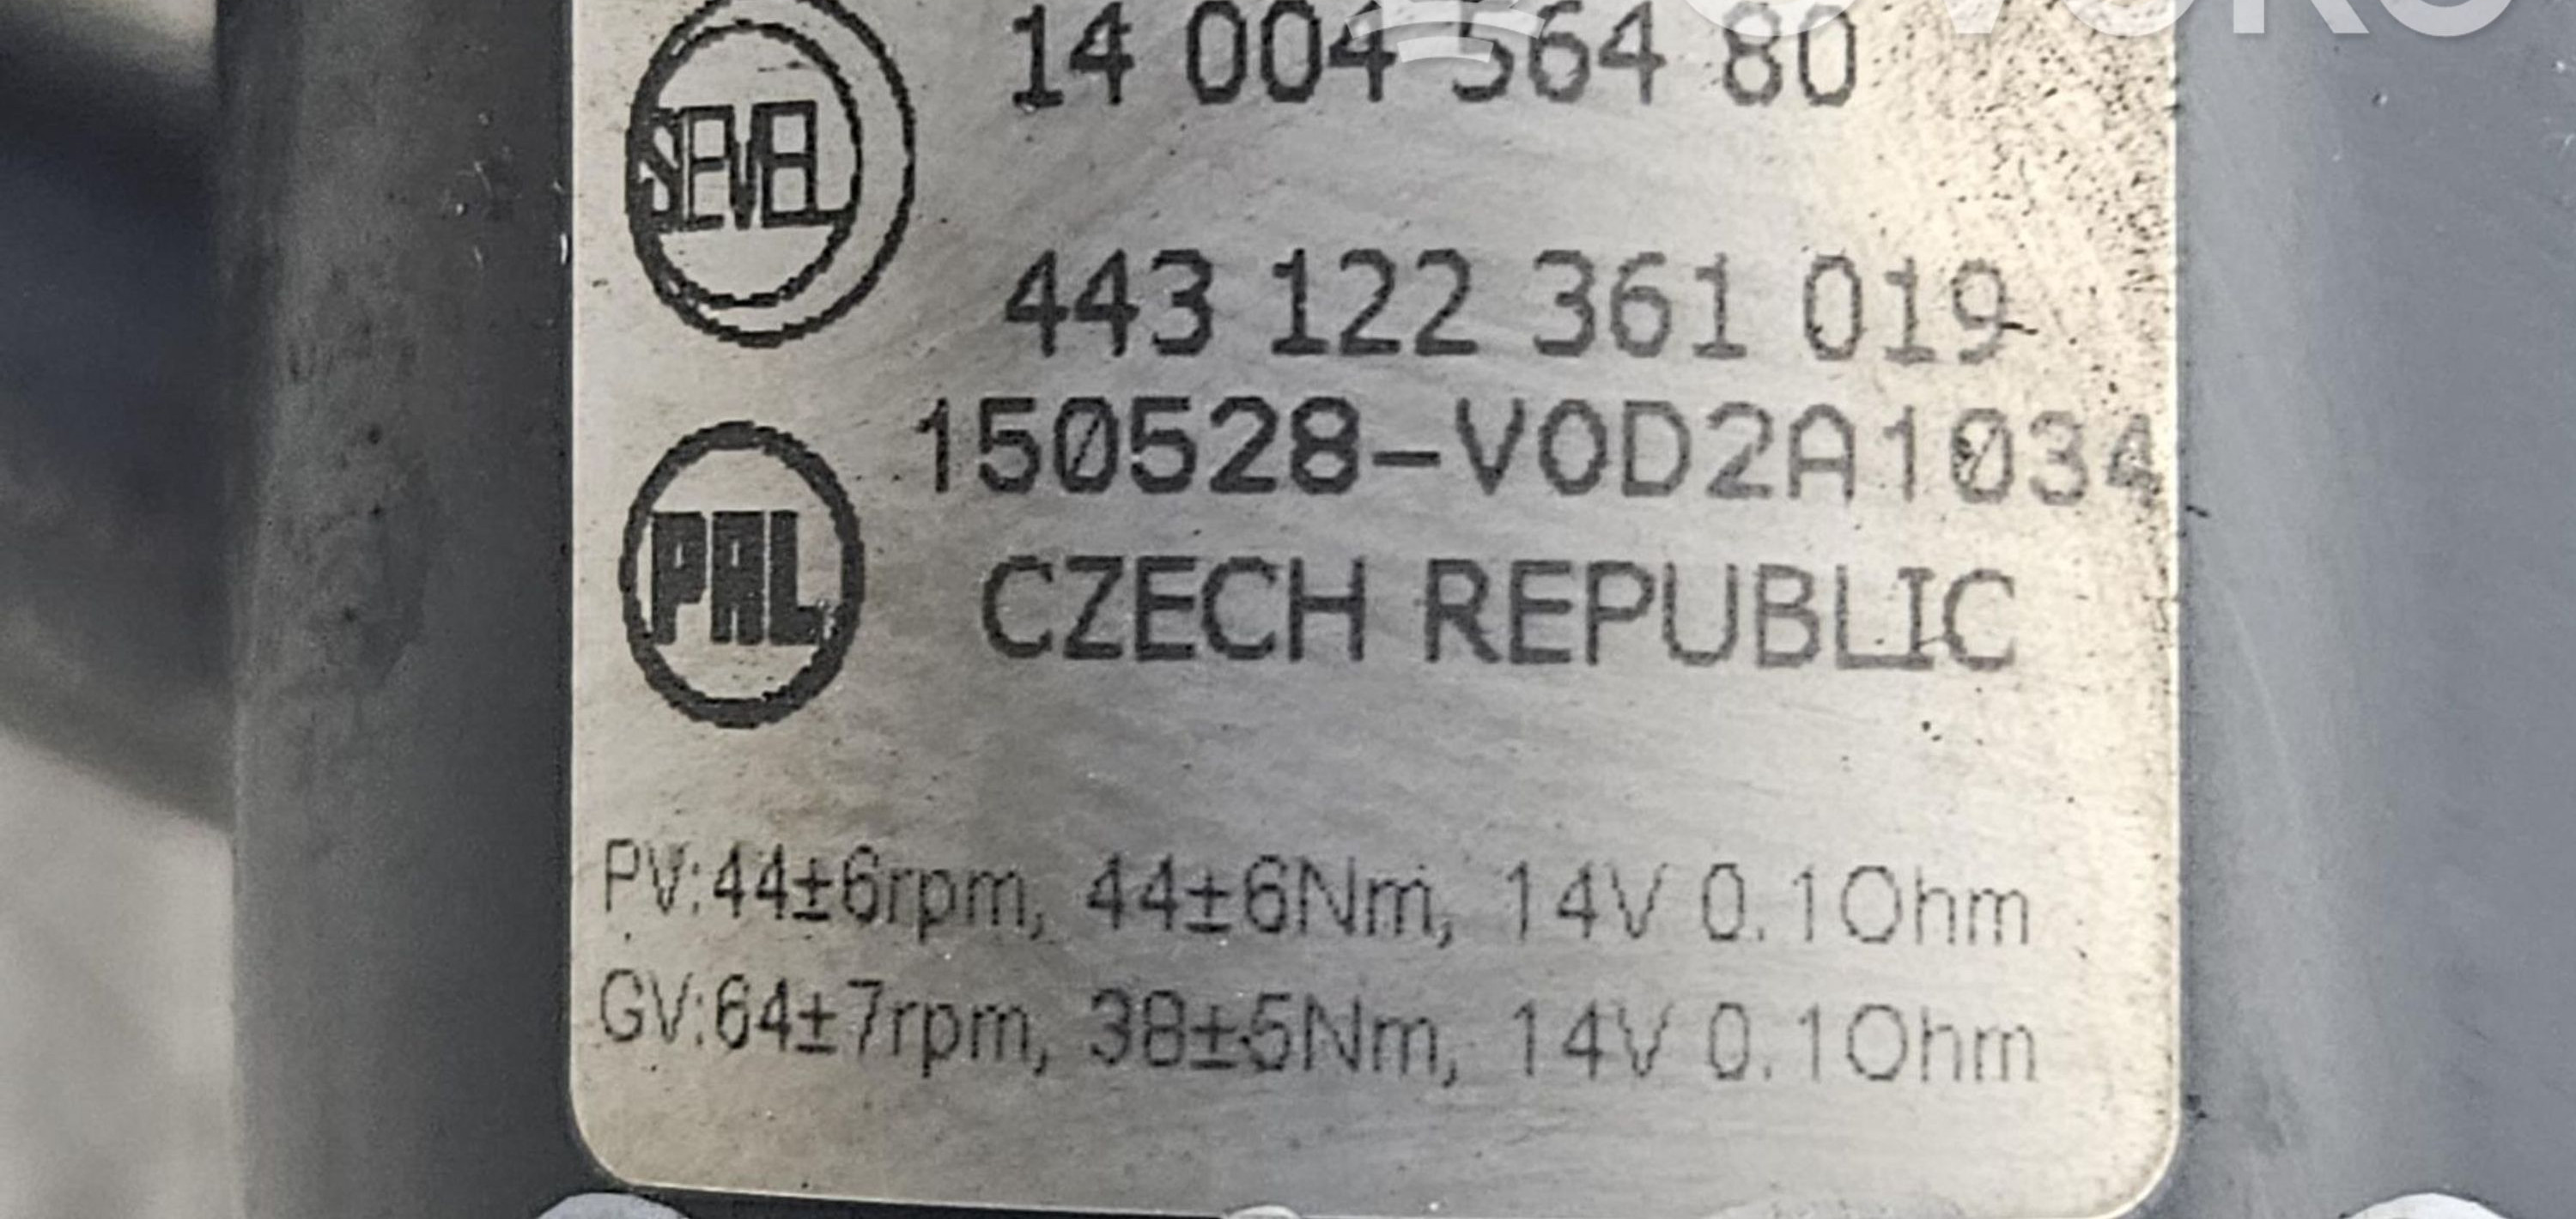 14 004 564 80
SEVEL
443 122 361 019
150528-VOD2A1034
PAL
CZECH REPUBLIC
PV:44±6rpm, 44±6Nm, 14V 0.1Ohm
GV:64±7rpm, 38±5Nm, 14V 0.1Ohm